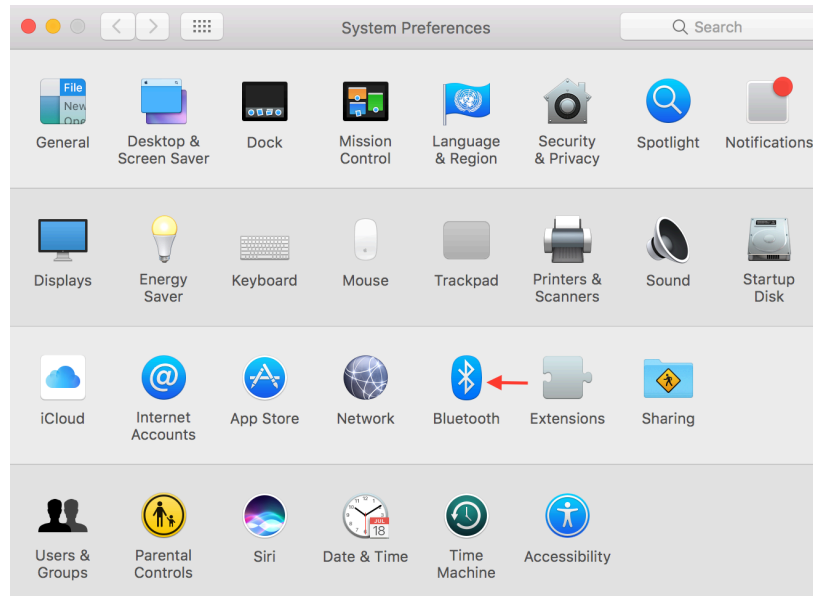 System Preferences
Search
File
New
One
General
Desktop &
Screen Saver
Dock
Mission
Control
Language
& Region
Security
& Privacy
Spotlight
Notifications
Displays
Energy
Saver
Keyboard
Mouse
Trackpad
Printers &
Scanners
Sound
Startup
Disk
iCloud
@
Internet
Accounts
App Store
Network
Bluetooth
Extensions
Sharing
Users &
Groups
Parental
Controls
Siri
JUL
18
Date & Time
Time
Machine
Accessibility